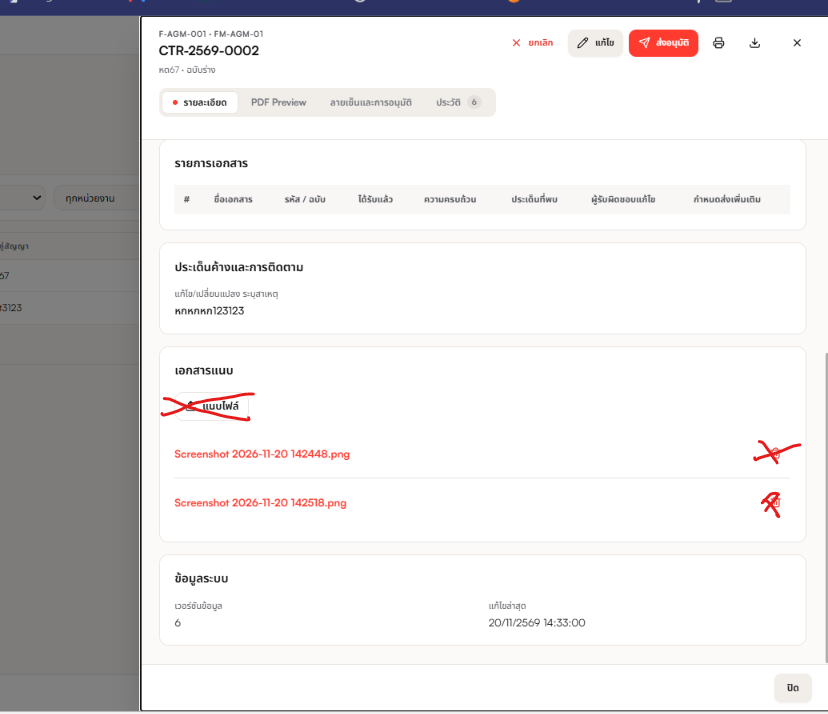 F-AGM-001 · FM-AGM-01
CTR-2569-0002
หด67 · ฉบับร่าง
ยกเลิก แก้ไข ส่งอนุมัติ
รายละเอียด PDF Preview ลายเซ็นและการอนุมัติ ประวัติ 6
ทุกหน่วยงาน
รายการเอกสาร
# ชื่อเอกสาร รหัส / ฉบับ ได้รับแล้ว ความครบถ้วน ประเด็นที่พบ ผู้รับผิดชอบแก้ไข กำหนดส่งเพิ่มเติม
คู่สัญญา
67
ประเด็นค้างและการติดตาม
แก้ไข/เปลี่ยนแปลง ระบุสาเหตุ
หกหกหก123123
3123
เอกสารแนบ
แนบไฟล์
Screenshot 2026-11-20 142448.png
Screenshot 2026-11-20 142518.png
ข้อมูลระบบ
เวอร์ชันข้อมูล แก้ไขล่าสุด
6 20/11/2569 14:33:00
ปิด